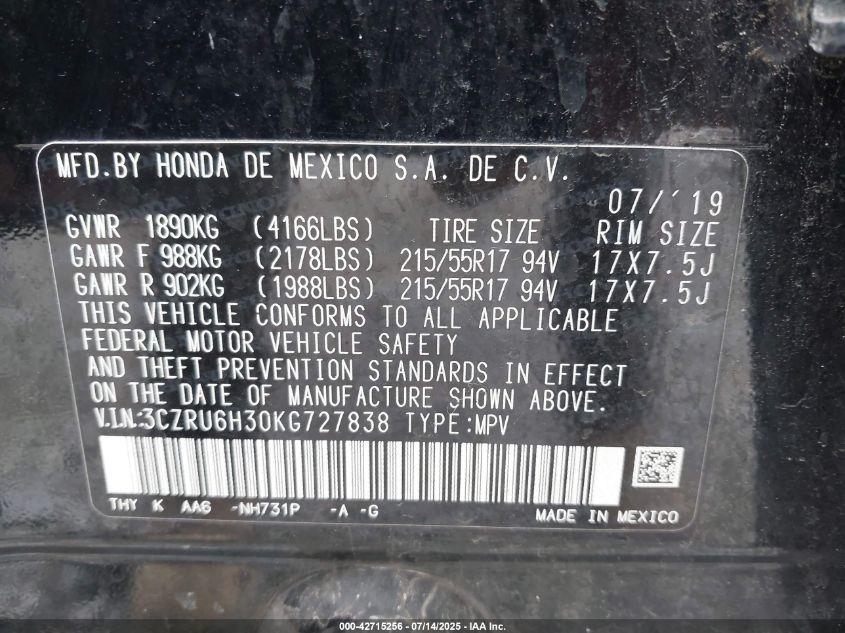 MFD.BY HONDA DE MEXICO S.A. DE C.V.
07/'19
GVWR 1890KG (4166LBS) TIRE SIZE RIM SIZE
GAWR F 988KG (2178LBS) 215/55R17 94V 17X7.5J
GAWR R 902KG (1988LBS) 215/55R17 94V 17X7.5J
THIS VEHICLE CONFORMS TO ALL APPLICABLE
FEDERAL MOTOR VEHICLE SAFETY
AND THEFT PREVENTION STANDARDS IN EFFECT
ON THE DATE OF MANUFACTURE SHOWN ABOVE.
V.I.N.:3CZRU6H30KG727838 TYPE:MPV
THY K AA6 -NH731P -A -G
MADE IN MEXICO
000-42715256 - 07/14/2025 - IAA Inc.